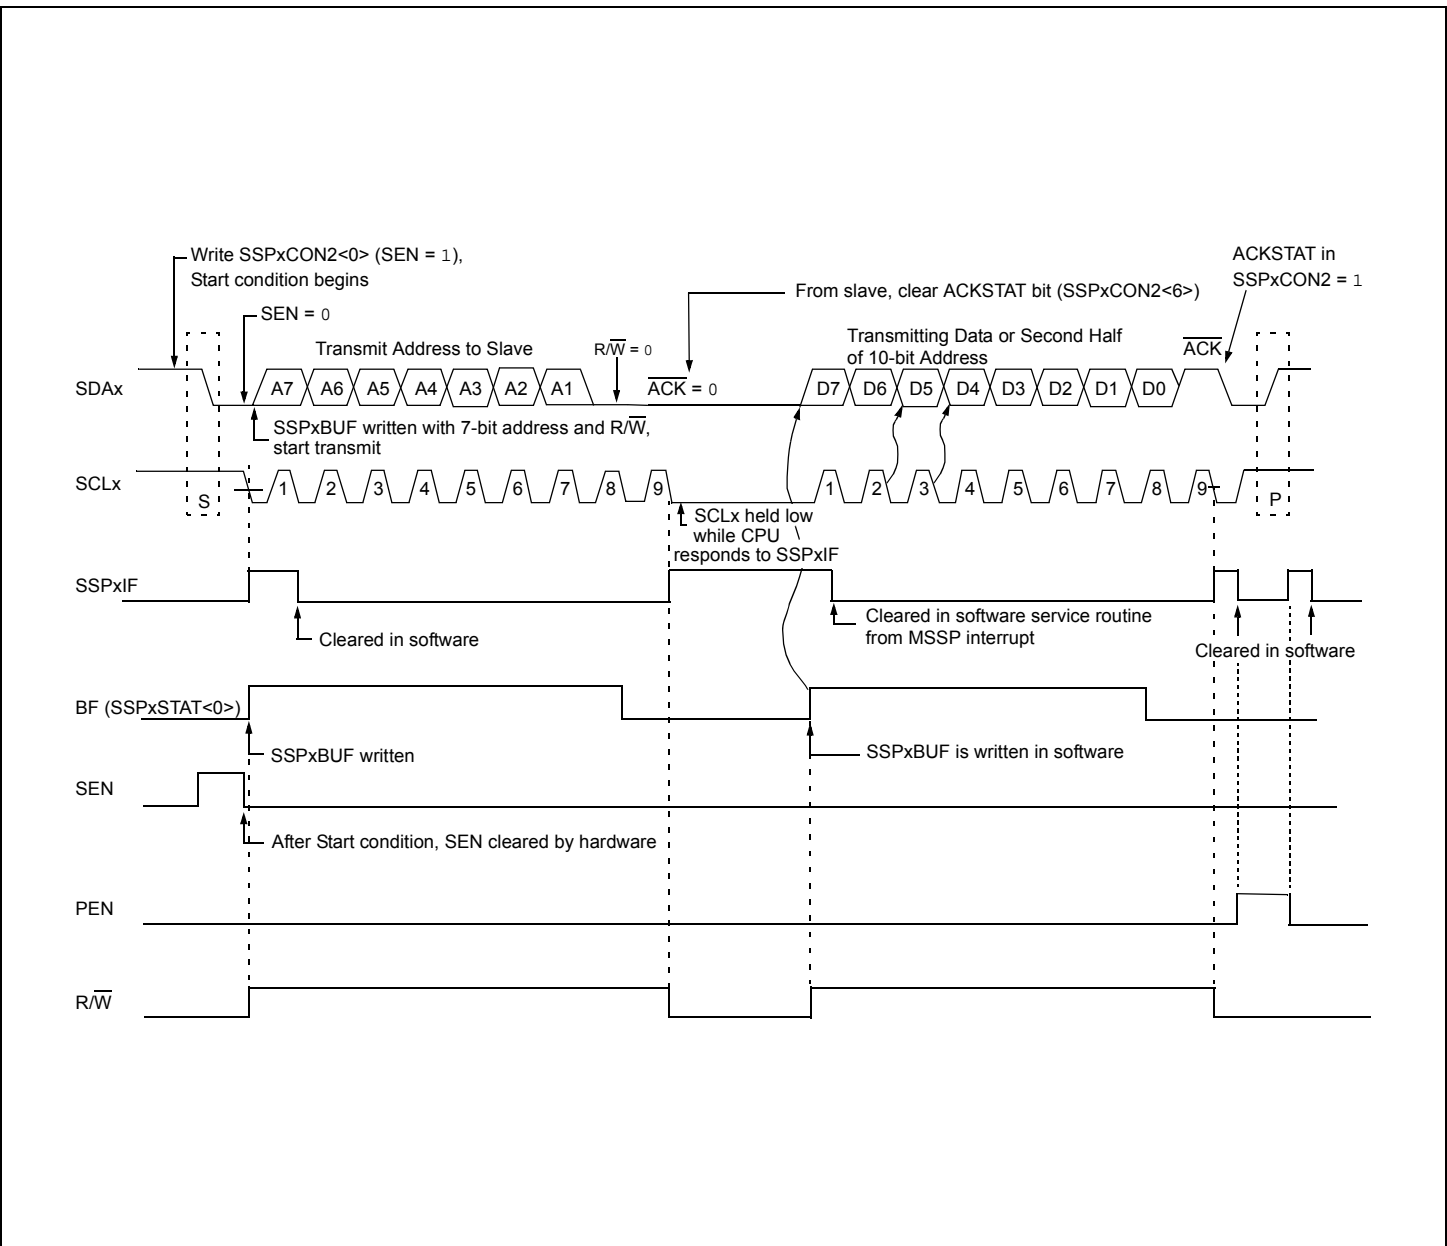 Write SSPxCON2<0> (SEN = 1),
Start condition begins
ACKSTAT in
SSPxCON2 = 1
From slave, clear ACKSTAT bit (SSPxCON2<6>)
SEN = 0
Transmit Address to Slave
R/W̅ = 0
Transmitting Data or Second Half
of 10-bit Address
A̅C̅K̅
SDAx
A7 A6 A5 A4 A3 A2 A1
A̅C̅K̅ = 0
D7 D6 D5 D4 D3 D2 D1 D0
SSPxBUF written with 7-bit address and R/W̅,
start transmit
SCLx
S
1 2 3 4 5 6 7 8 9
1 2 3 4 5 6 7 8 9
P
SCLx held low
while CPU
responds to SSPxIF
SSPxIF
Cleared in software
Cleared in software service routine
from MSSP interrupt
Cleared in software
BF (SSPxSTAT<0>)
SSPxBUF written
SSPxBUF is written in software
SEN
After Start condition, SEN cleared by hardware
PEN
R/W̅